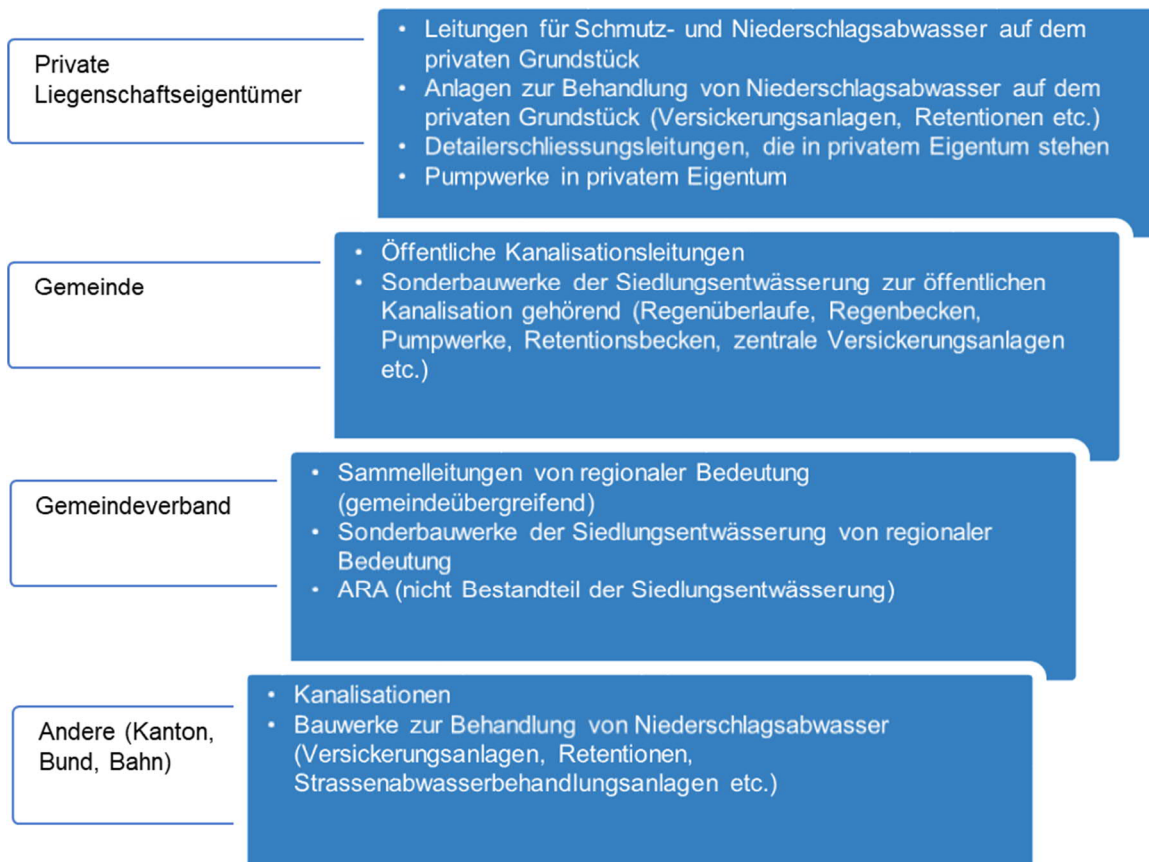 Private
Liegenschaftseigentümer
• Leitungen für Schmutz- und Niederschlagsabwasser auf dem
privaten Grundstück
• Anlagen zur Behandlung von Niederschlagsabwasser auf dem
privaten Grundstück (Versickerungsanlagen, Retentionen etc.)
• Detailerschliessungsleitungen, die in privatem Eigentum stehen
• Pumpwerke in privatem Eigentum
Gemeinde
• Öffentliche Kanalisationsleitungen
• Sonderbauwerke der Siedlungsentwässerung zur öffentlichen
Kanalisation gehörend (Regenüberlaufe, Regenbecken,
Pumpwerke, Retentionsbecken, zentrale Versickerungsanlagen
etc.)
Gemeindeverband
• Sammelleitungen von regionaler Bedeutung
(gemeindeübergreifend)
• Sonderbauwerke der Siedlungsentwässerung von regionaler
Bedeutung
• ARA (nicht Bestandteil der Siedlungsentwässerung)
Andere (Kanton,
Bund, Bahn)
• Kanalisationen
• Bauwerke zur Behandlung von Niederschlagsabwasser
(Versickerungsanlagen, Retentionen,
Strassenabwasserbehandlungsanlagen etc.)